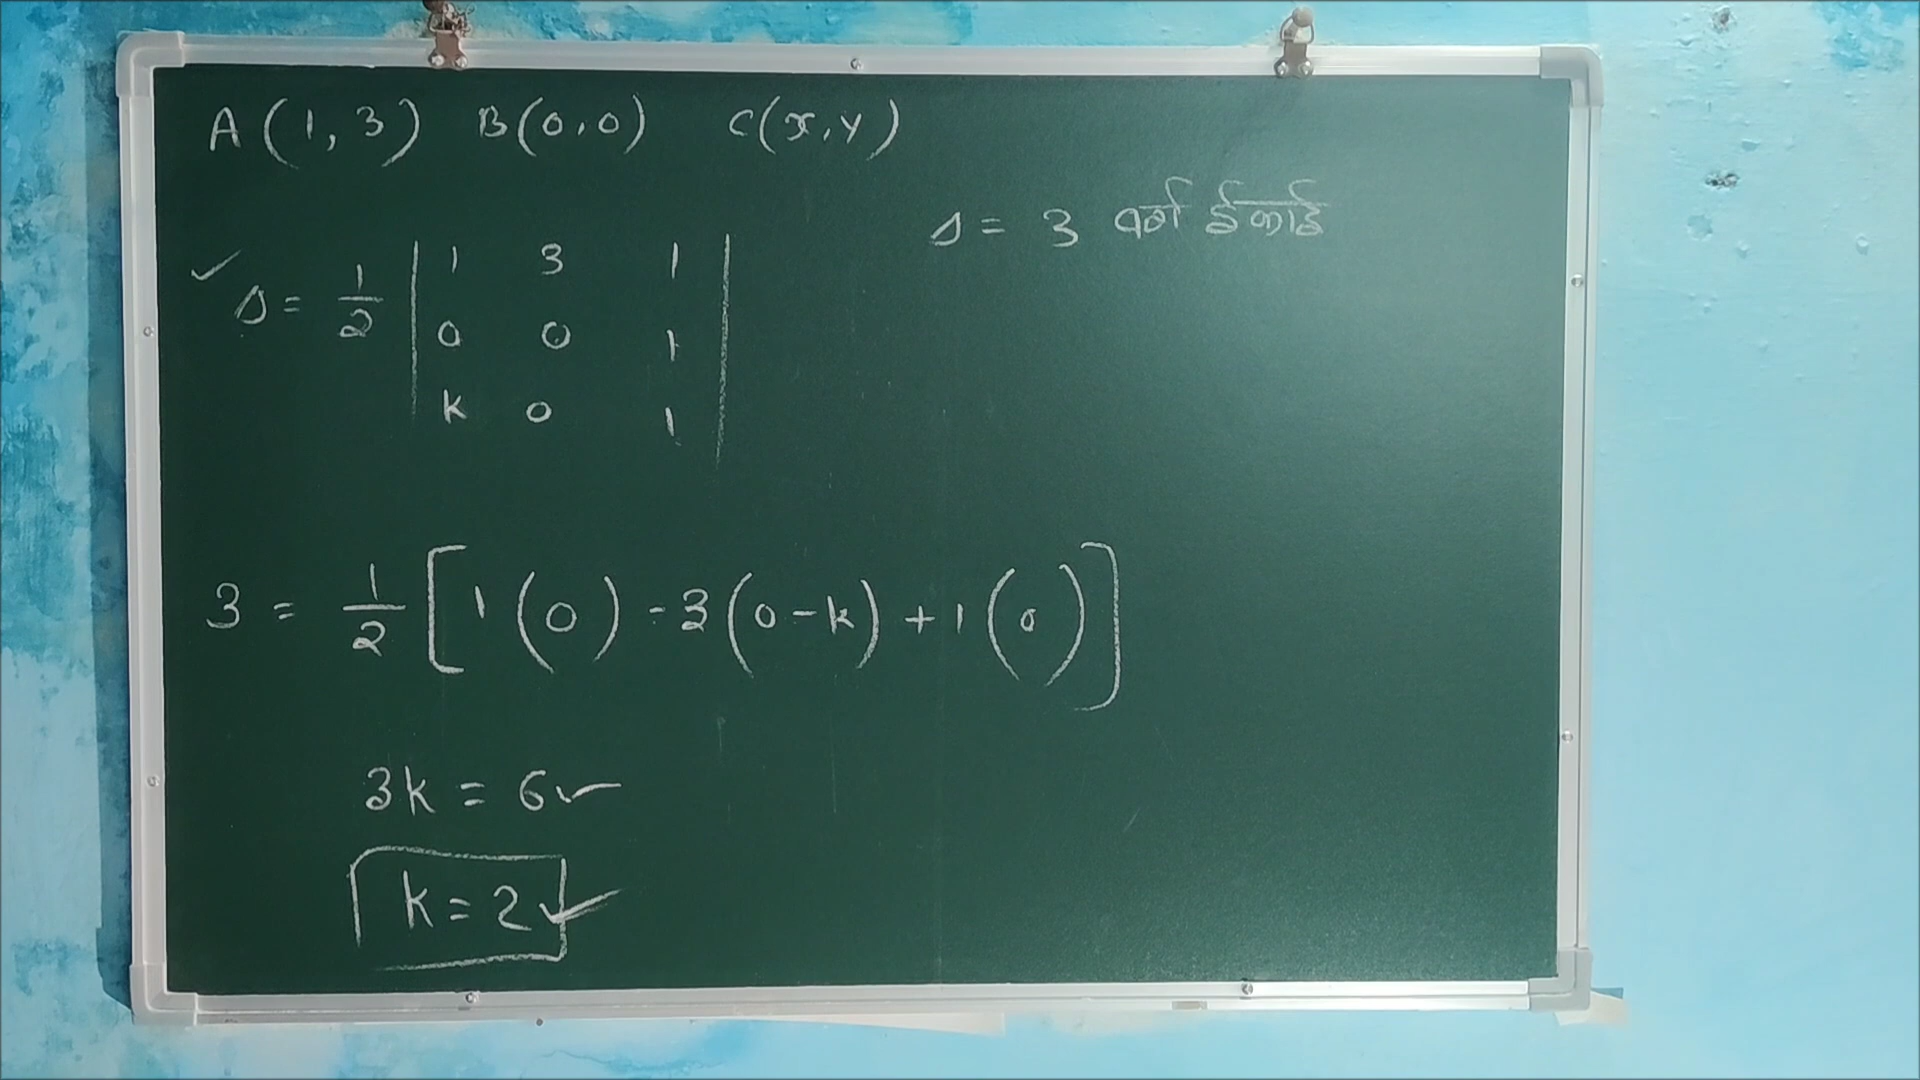 A (1, 3) B(0,0) C(x,y)
Δ = 3 वर्ग ईकाई
✓ Δ = 1/2 | 1 3 1 |
| 0 0 1 |
| k 0 1 |
3 = 1/2 [ 1 (0) - 3 (0 - k) + 1 (0) ]
3k = 6 ✓
k = 2 ✓